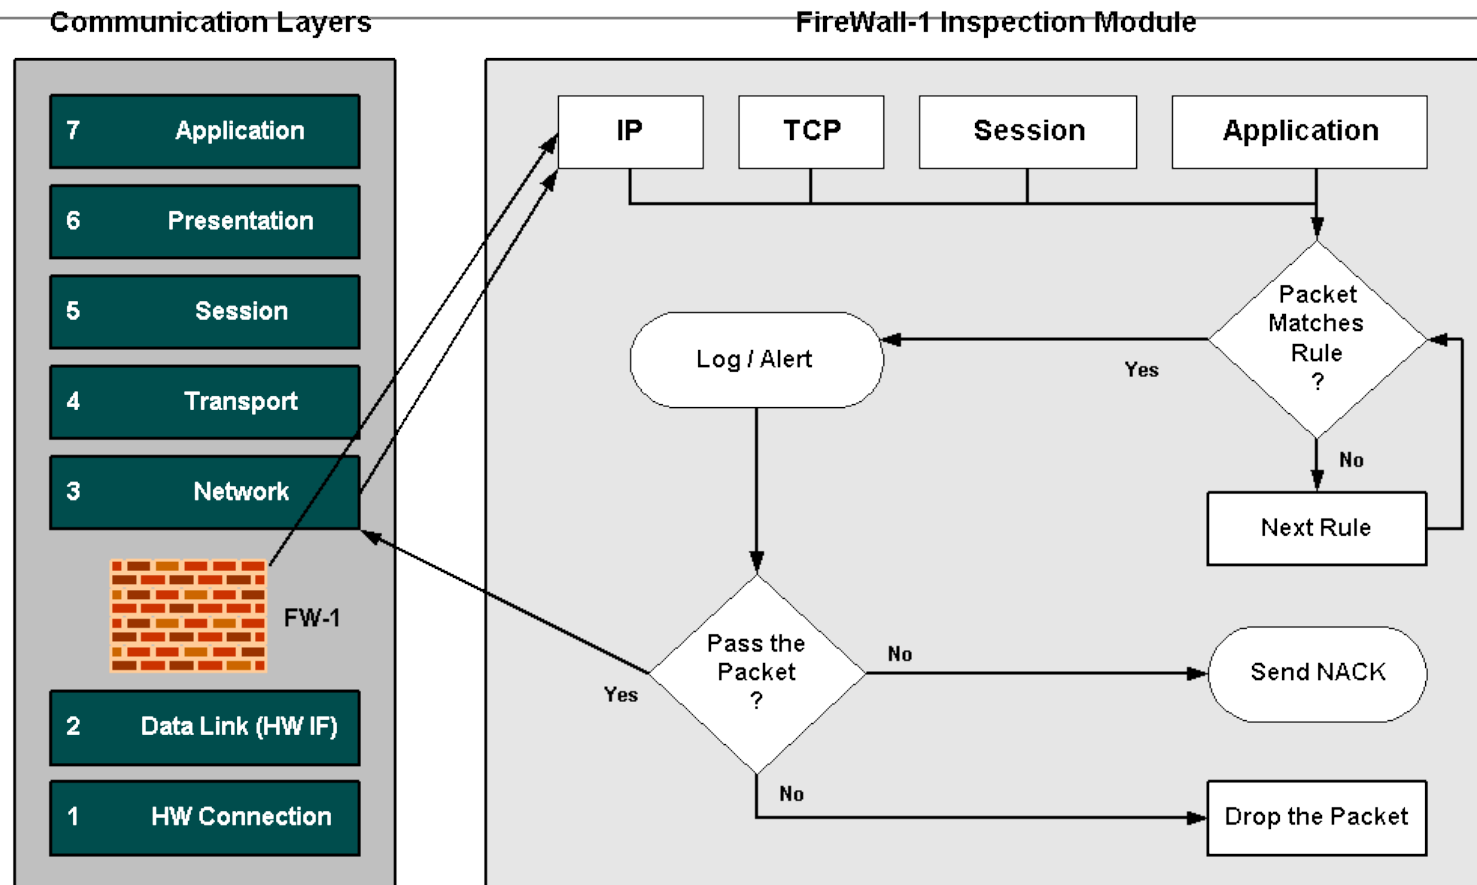 Communication Layers
FireWall-1 Inspection Module
7 Application
6 Presentation
5 Session
4 Transport
3 Network
FW-1
2 Data Link (HW IF)
1 HW Connection
IP
TCP
Session
Application
Packet
Matches
Rule
?
Yes
No
Next Rule
Log / Alert
Pass the
Packet
?
Yes
No
Send NACK
No
Drop the Packet